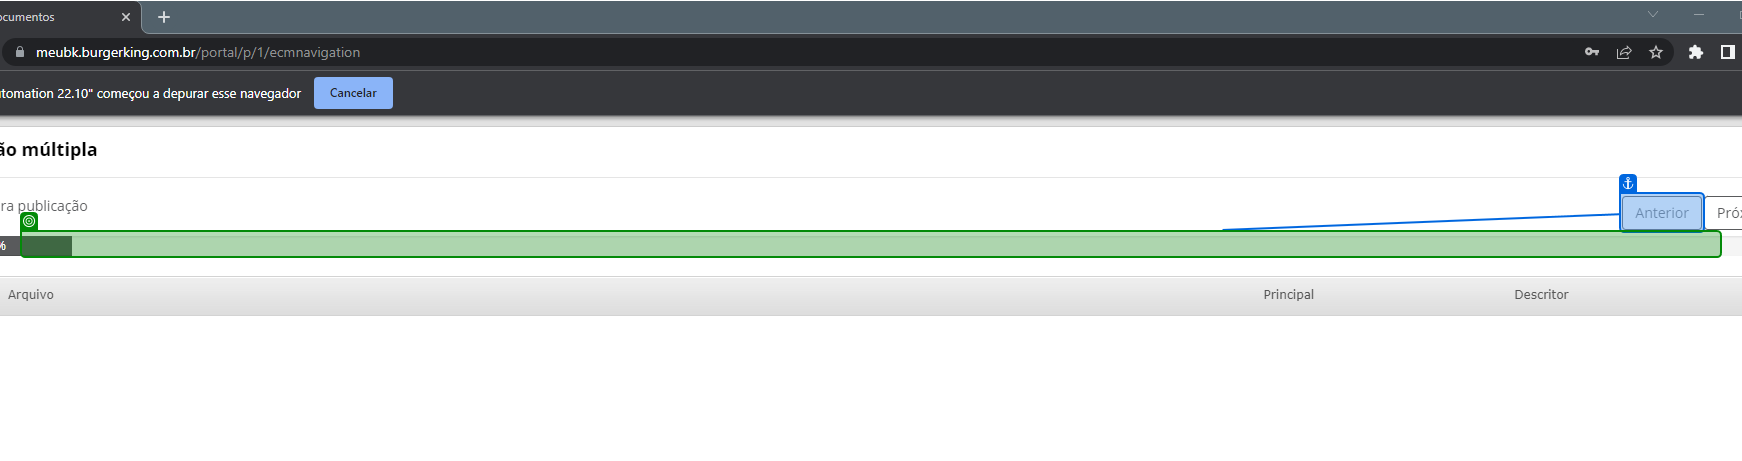 ocumentos
meubk.burgerking.com.br/portal/p/1/ecmnavigation
utomation 22.10" começou a depurar esse navegador Cancelar
ão múltipla
ra publicação
Anterior Próx
%
Arquivo Principal Descritor